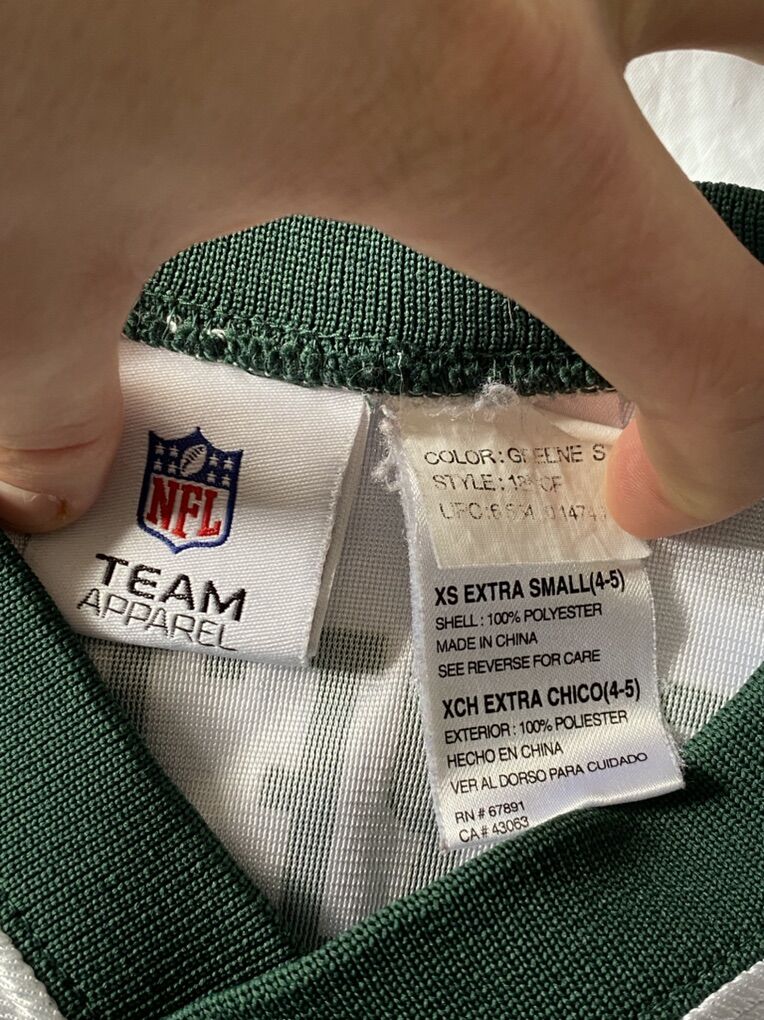 NFL
TEAM
APPAREL
COLOR:
STYLE:
XS EXTRA SMALL(4-5)
SHELL : 100% POLYESTER
MADE IN CHINA
SEE REVERSE FOR CARE
XCH EXTRA CHICO(4-5)
EXTERIOR : 100% POLIESTER
HECHO EN CHINA
VER AL DORSO PARA CUIDADO
RN # 67891
CA # 43063